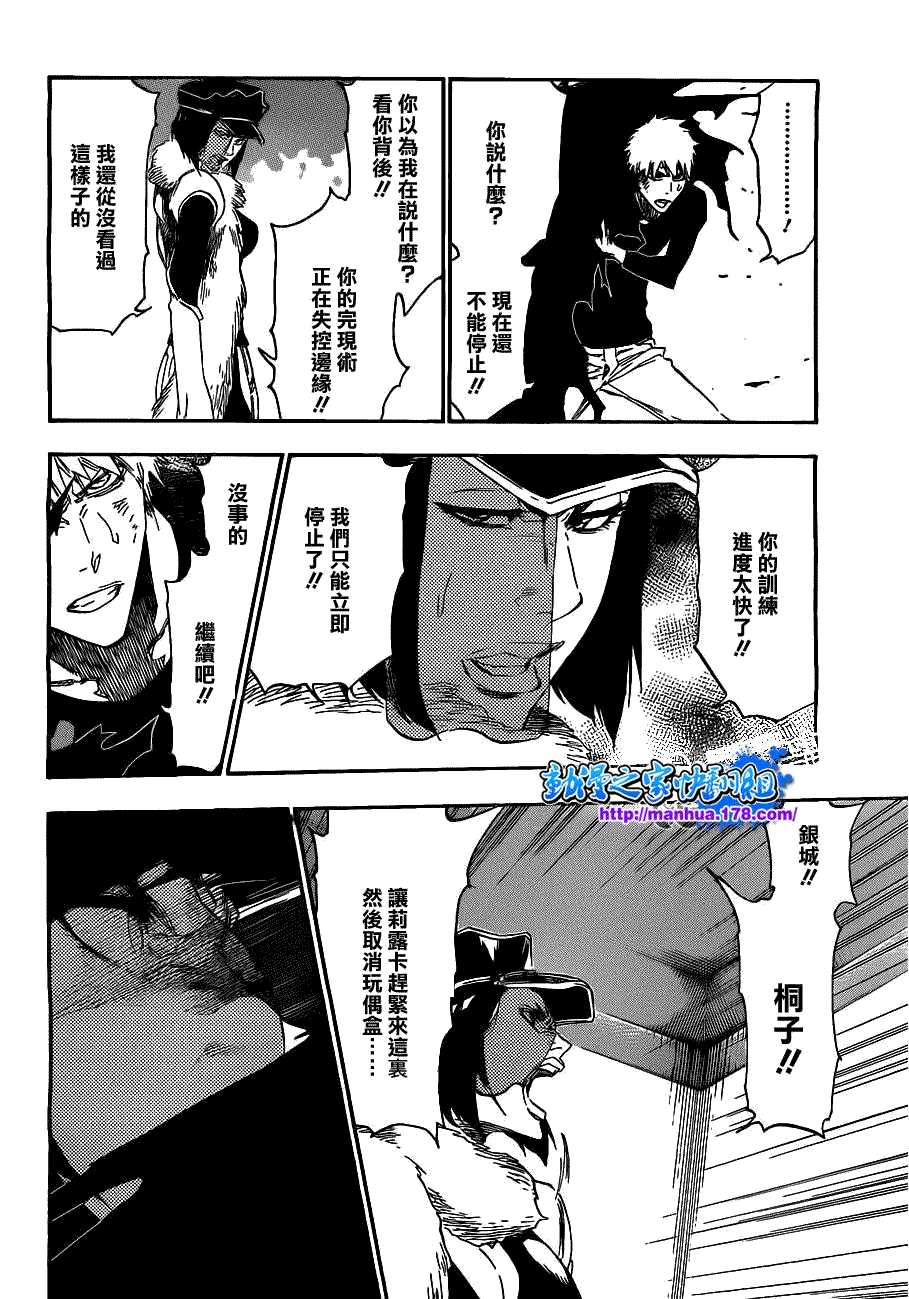 …………!
你説什麼?
現在還
不能停止!!
你以為我在説什麼?
看你背後!!
你的完現術
正在失控邊緣!!
我還從沒看過
這樣子的
你的訓練
進度太快了!!
我們只能立即
停止了!!
沒事的
繼續吧!!
動漫之家快翻組
http://manhua.178.com/
銀城!!
桐子!!
讓莉露卡趕緊來這裏
然後取消玩偶盒……